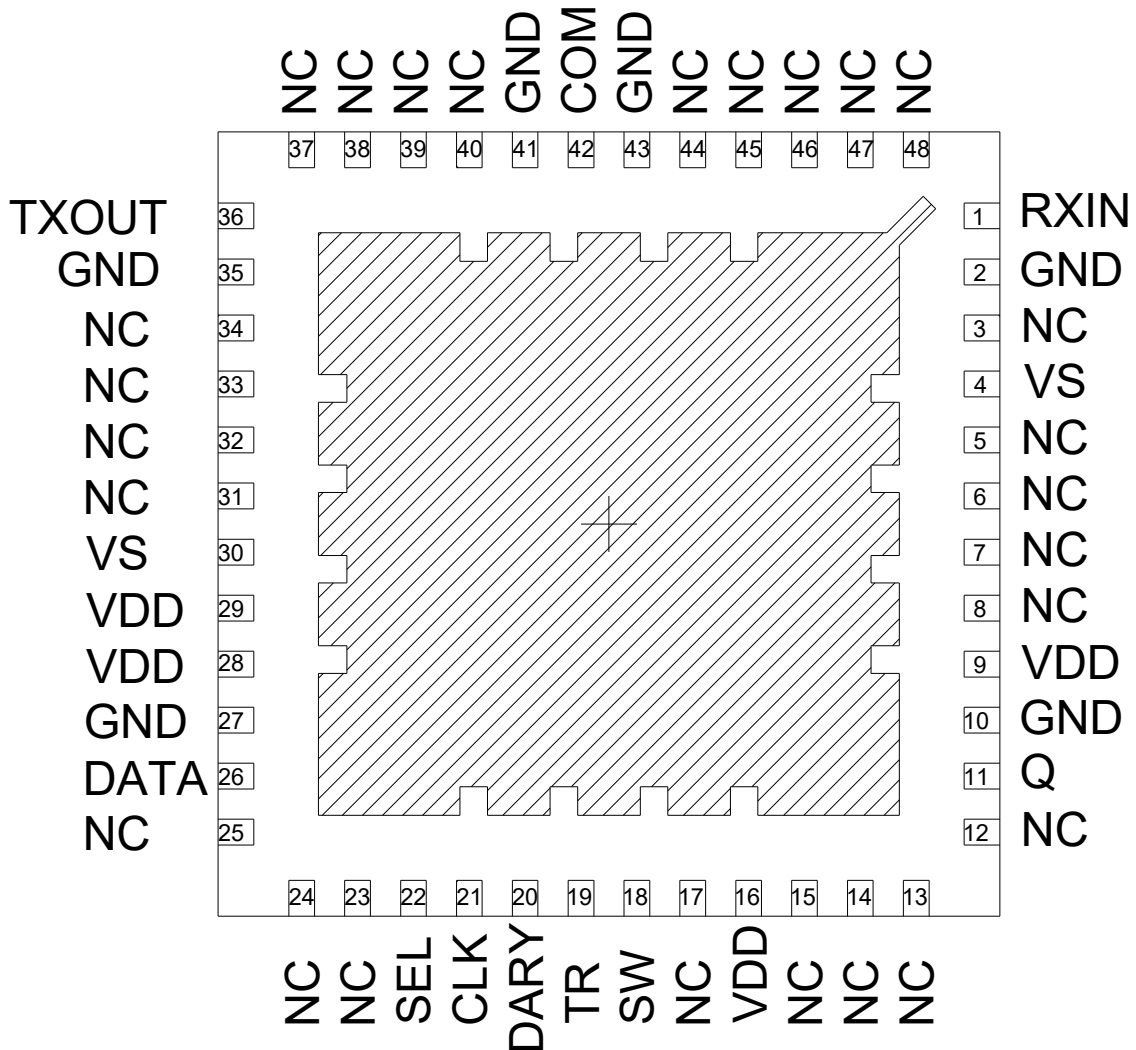 NC NC NC NC GND COM GND NC NC NC NC NC
37 38 39 40 41 42 43 44 45 46 47 48
TXOUT 36 1 RXIN
GND 35 2 GND
NC 34 3 NC
NC 33 4 VS
NC 32 5 NC
NC 31 6 NC
VS 30 7 NC
VDD 29 8 NC
VDD 28 9 VDD
GND 27 10 GND
DATA 26 11 Q
NC 25 12 NC
24 23 22 21 20 19 18 17 16 15 14 13
NC NC SEL CLK DARY TR SW NC VDD NC NC NC